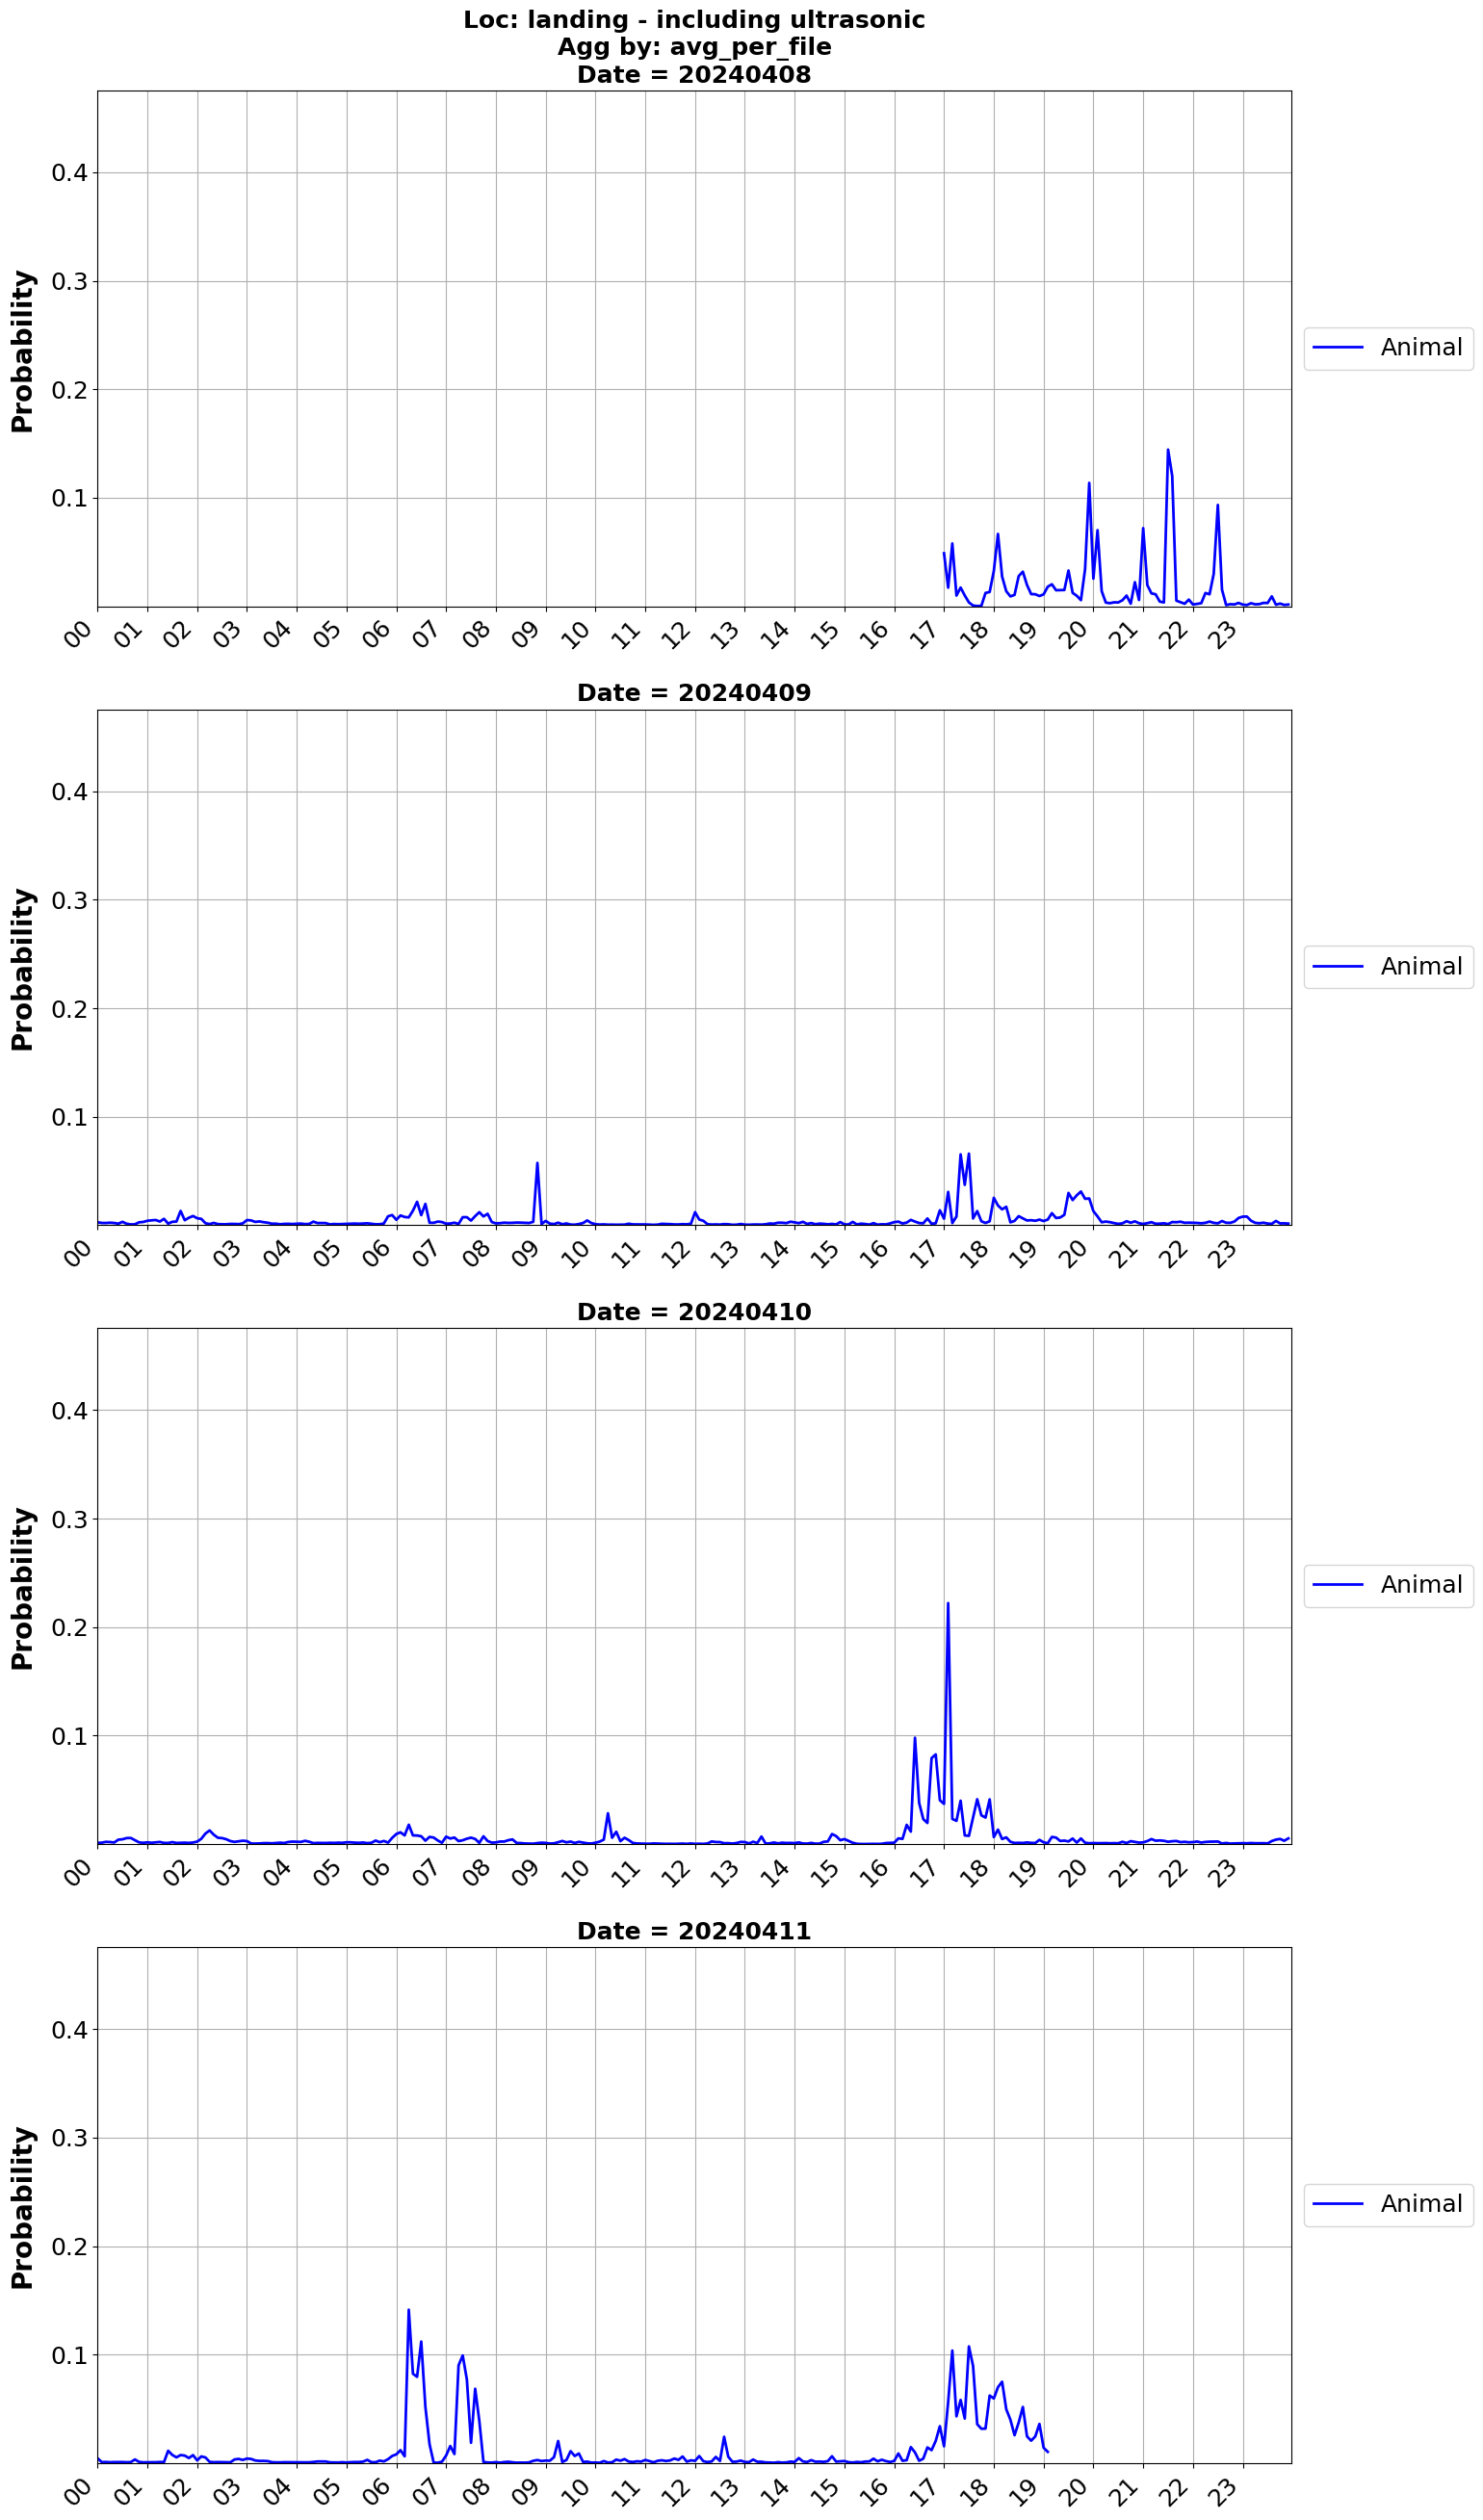 Loc: landing - including ultrasonic
Agg by: avg_per_file
Date = 20240408
Probability
0.4
0.3
0.2
0.1
Animal
00 01 02 03 04 05 06 07 08 09 10 11 12 13 14 15 16 17 18 19 20 21 22 23
Date = 20240409
Probability
0.4
0.3
0.2
0.1
Animal
00 01 02 03 04 05 06 07 08 09 10 11 12 13 14 15 16 17 18 19 20 21 22 23
Date = 20240410
Probability
0.4
0.3
0.2
0.1
Animal
00 01 02 03 04 05 06 07 08 09 10 11 12 13 14 15 16 17 18 19 20 21 22 23
Date = 20240411
Probability
0.4
0.3
0.2
0.1
Animal
00 01 02 03 04 05 06 07 08 09 10 11 12 13 14 15 16 17 18 19 20 21 22 23